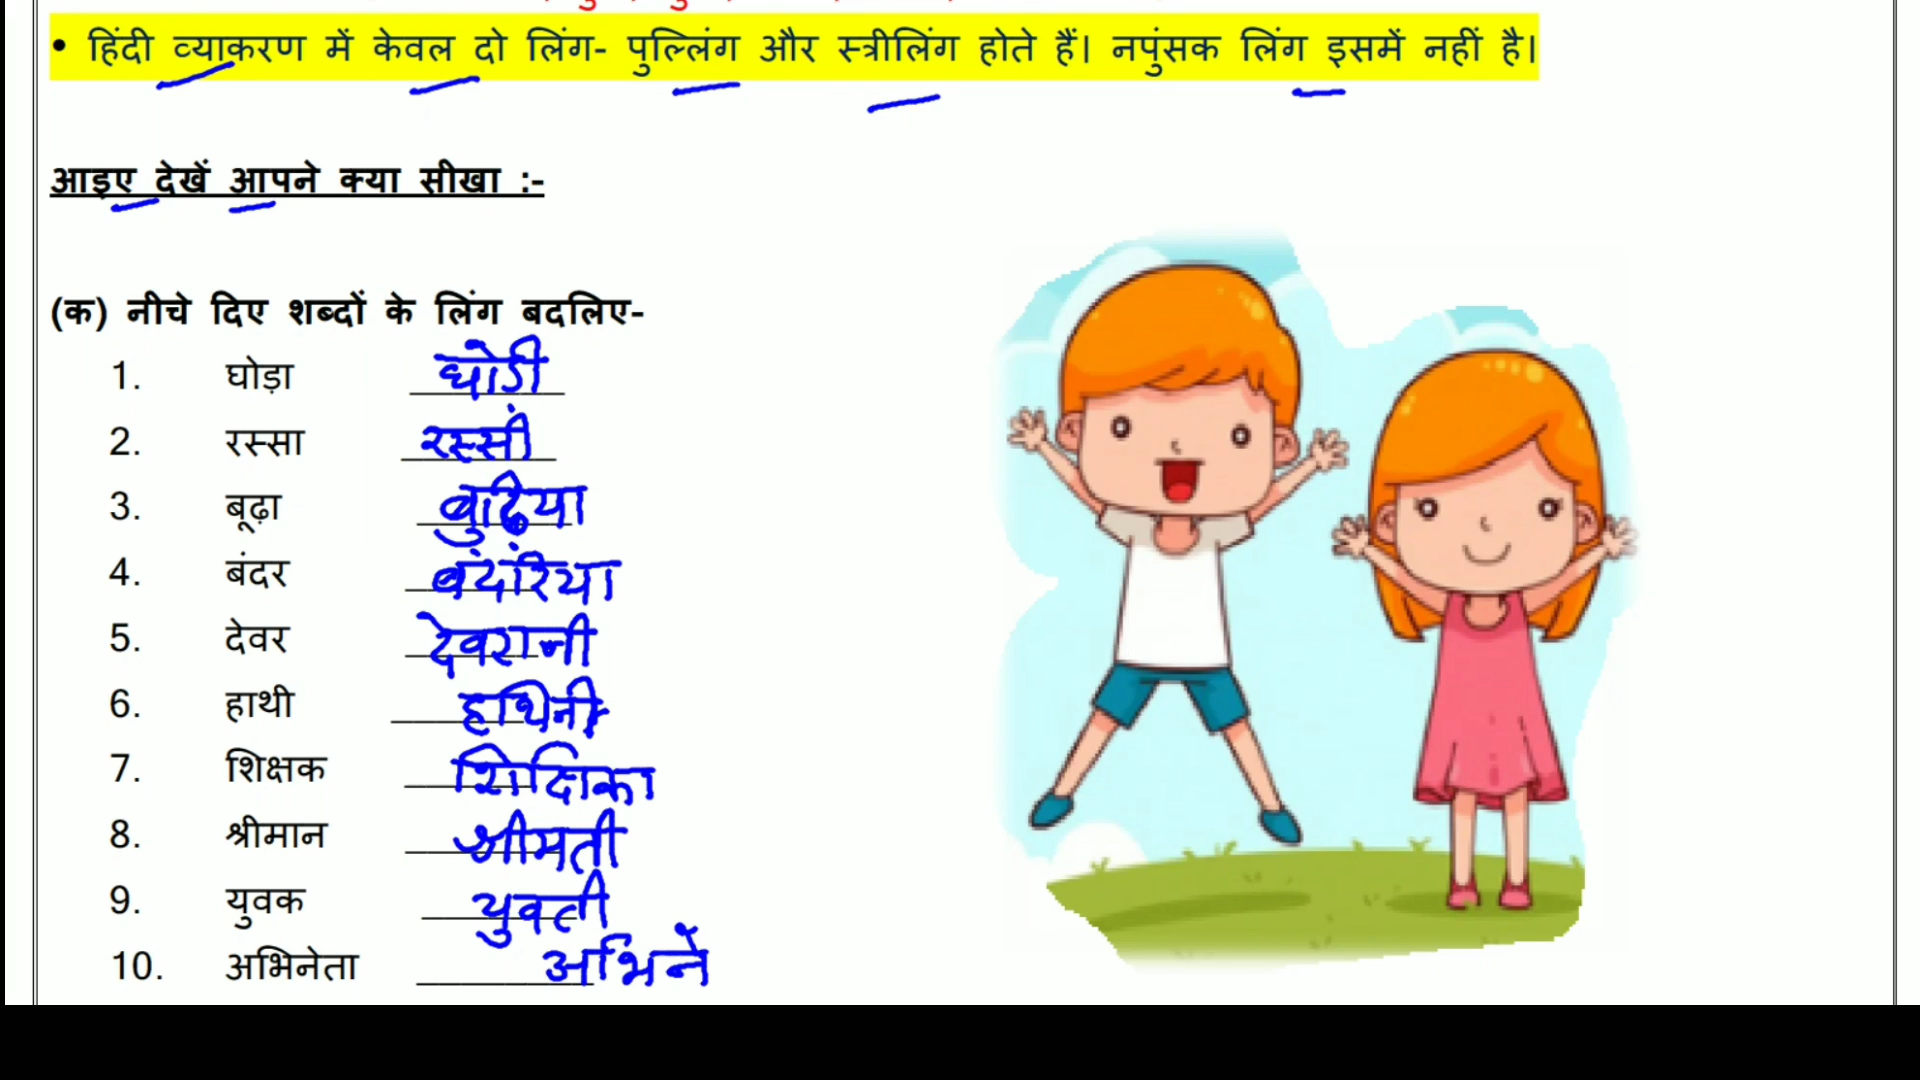 • हिंदी व्याकरण में केवल दो लिंग- पुल्लिंग और स्त्रीलिंग होते हैं। नपुंसक लिंग इसमें नहीं है।
आइए देखें आपने क्या सीखा :-
(क) नीचे दिए शब्दों के लिंग बदलिए-
1. घोड़ा घोडी
2. रस्सा रस्सी
3. बूढ़ा बुढ़िया
4. बंदर बंदरिया
5. देवर देवरानी
6. हाथी हथिनी
7. शिक्षक शिक्षिका
8. श्रीमान श्रीमती
9. युवक युवती
10. अभिनेता अभिने